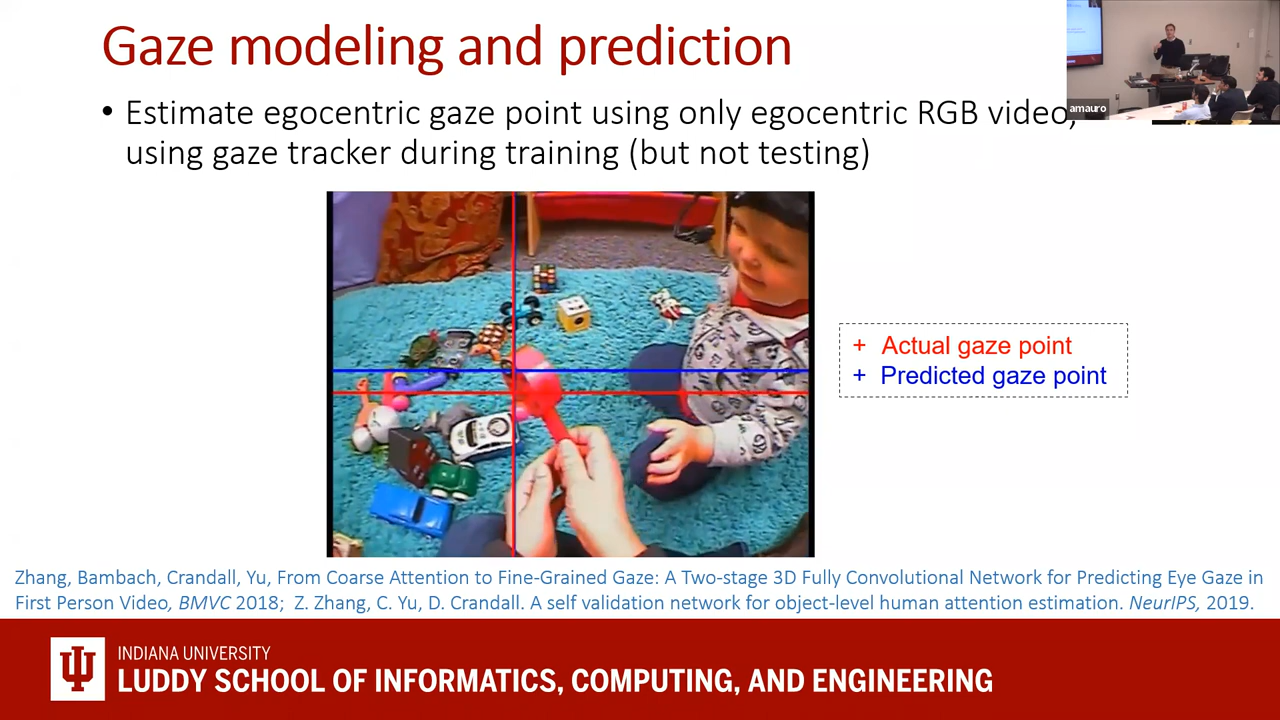 Gaze modeling and prediction
• Estimate egocentric gaze point using only egocentric RGB video,
using gaze tracker during training (but not testing)
amauro
+ Actual gaze point
+ Predicted gaze point
Zhang, Bambach, Crandall, Yu, From Coarse Attention to Fine-Grained Gaze: A Two-stage 3D Fully Convolutional Network for Predicting Eye Gaze in
First Person Video, BMVC 2018; Z. Zhang, C. Yu, D. Crandall. A self validation network for object-level human attention estimation. NeurIPS, 2019.
INDIANA UNIVERSITY
LUDDY SCHOOL OF INFORMATICS, COMPUTING, AND ENGINEERING